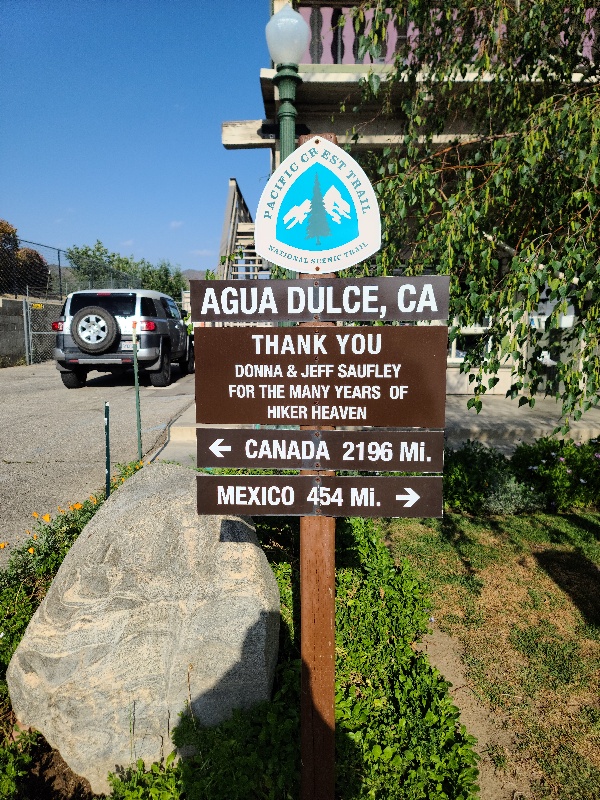 PACIFIC CREST TRAIL
NATIONAL SCENIC TRAIL
AGUA DULCE, CA
THANK YOU
DONNA & JEFF SAUFLEY
FOR THE MANY YEARS OF
HIKER HEAVEN
← CANADA 2196 Mi.
MEXICO 454 Mi. →